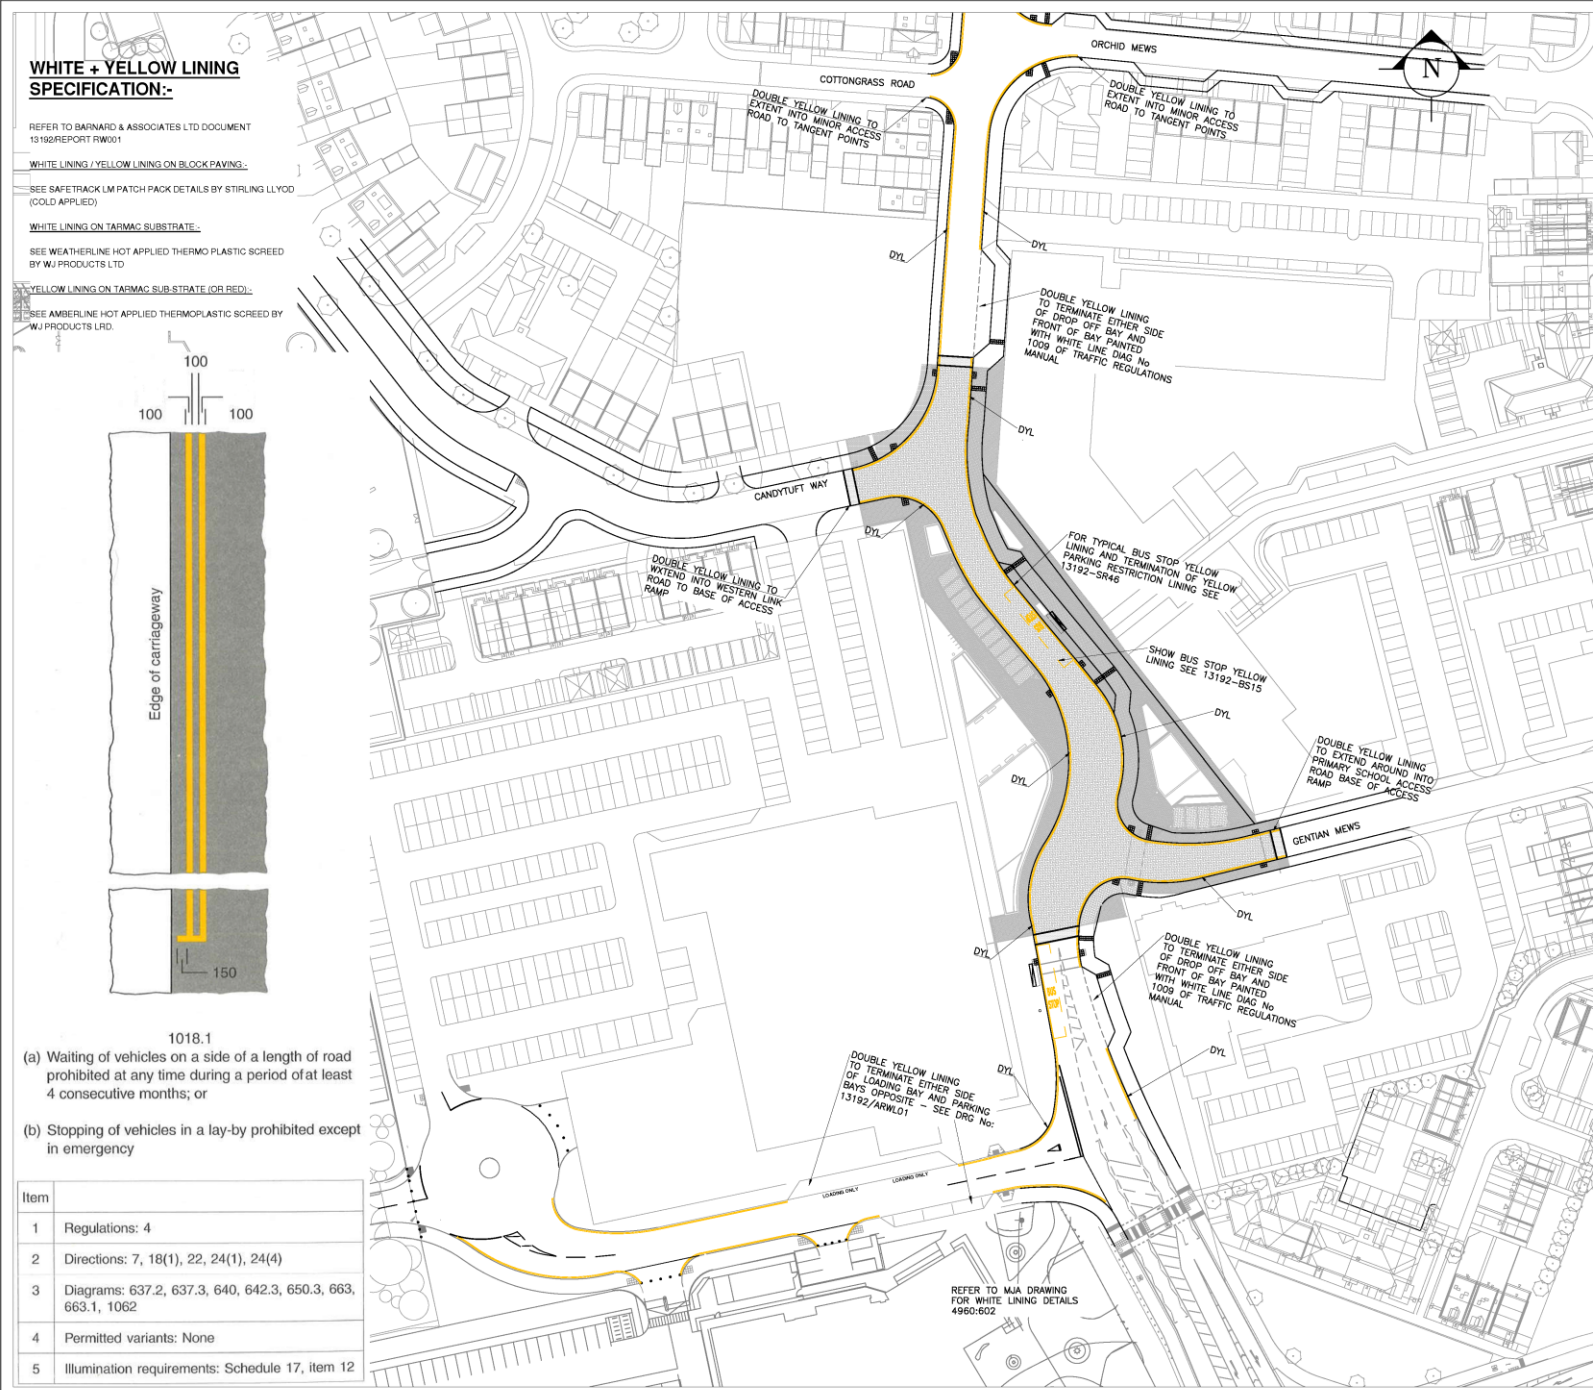 WHITE + YELLOW LINING
SPECIFICATION:-
REFER TO BARNARD & ASSOCIATES LTD DOCUMENT
13192/REPORT RW001
WHITE LINING / YELLOW LINING ON BLOCK PAVING:-
SEE SAFETRACK LM PATCH PACK DETAILS BY STIRLING LLYOD
(COLD APPLIED)
WHITE LINING ON TARMAC SUBSTRATE:-
SEE WEATHERLINE HOT APPLIED THERMO PLASTIC SCREED
BY WJ PRODUCTS LTD
YELLOW LINING ON TARMAC SUB-STRATE (OR RED):-
SEE AMBERLINE HOT APPLIED THERMOPLASTIC SCREED BY
WJ PRODUCTS LRD.
100
100
100
Edge of carriageway
150
1018.1
(a) Waiting of vehicles on a side of a length of road
prohibited at any time during a period of at least
4 consecutive months; or
(b) Stopping of vehicles in a lay-by prohibited except
in emergency
Item
1 Regulations: 4
2 Directions: 7, 18(1), 22, 24(1), 24(4)
3 Diagrams: 637.2, 637.3, 640, 642.3, 650.3, 663,
663.1, 1062
4 Permitted variants: None
5 Illumination requirements: Schedule 17, item 12
ORCHID MEWS
N
COTTONGRASS ROAD
DOUBLE YELLOW LINING TO
EXTENT INTO MINOR ACCESS
ROAD TO TANGENT POINTS
DOUBLE YELLOW LINING TO
EXTENT INTO MINOR ACCESS
ROAD TO TANGENT POINTS
DYL
DYL
DOUBLE YELLOW LINING
TO TERMINATE EITHER SIDE
OF DROP OFF BAY AND
FRONT OF BAY PAINTED
WITH WHITE LINE DIAG No
1009 OF TRAFFIC REGULATIONS
MANUAL
DYL
CANDYTUFT WAY
DYL
DOUBLE YELLOW LINING TO
WXTEND INTO WESTERN LINK
ROAD TO BASE OF ACCESS
RAMP
FOR TYPICAL BUS STOP YELLOW
LINING AND TERMINATION OF YELLOW
PARKING RESTRICTION LINING SEE
13192-SR46
BUS
STOP
SHOW BUS STOP YELLOW
LINING SEE 13192-BS15
DYL
DYL
DOUBLE YELLOW LINING
TO EXTEND AROUND INTO
PRIMARY SCHOOL ACCESS
ROAD BASE OF ACCESS
RAMP
GENTIAN MEWS
DYL
DYL
DOUBLE YELLOW LINING
TO TERMINATE EITHER SIDE
OF DROP OFF BAY AND
FRONT OF BAY PAINTED
WITH WHITE LINE DIAG No
1009 OF TRAFFIC REGULATIONS
MANUAL
BUS
STOP
DYL
DYL
DOUBLE YELLOW LINING
TO TERMINATE EITHER SIDE
OF LOADING BAY AND PARKING
BAYS OPPOSITE - SEE DRG No:
13192/ARWL01
LOADING ONLY
LOADING ONLY
REFER TO MJA DRAWING
FOR WHITE LINING DETAILS
4960:602